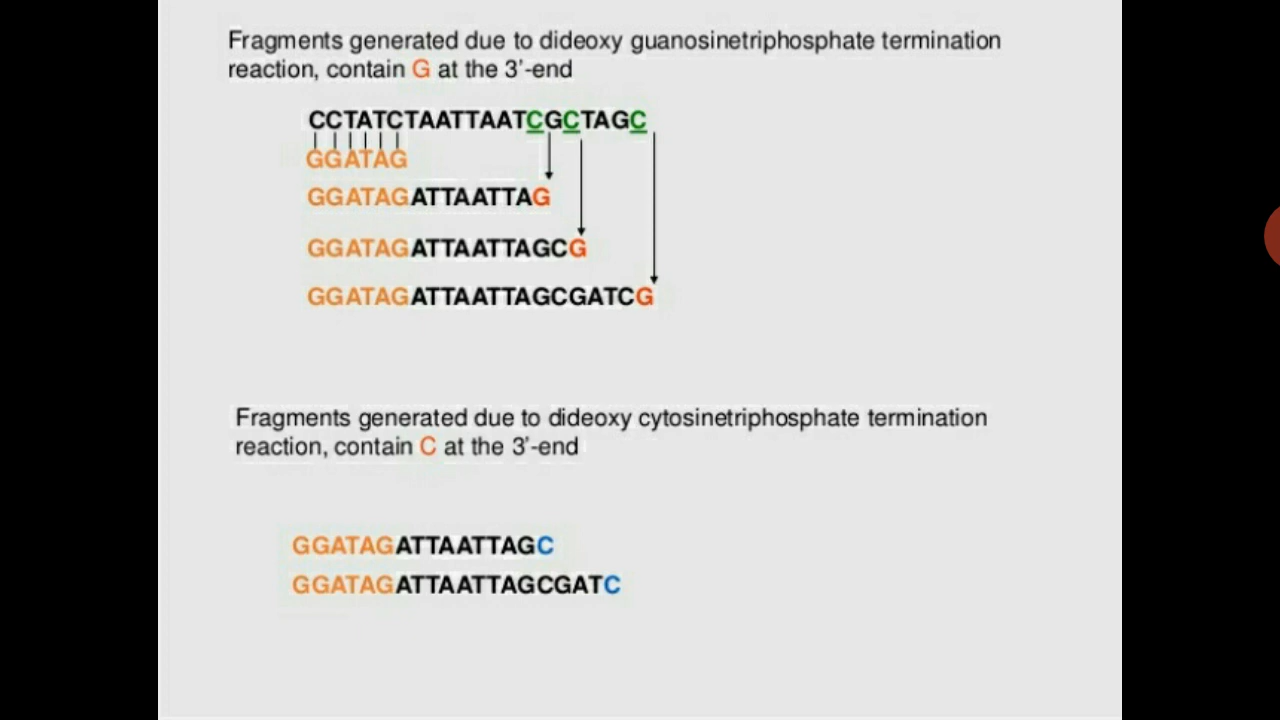 Fragments generated due to dideoxy guanosinetriphosphate termination
reaction, contain G at the 3'-end
CCTATCTAATTAATCGCTAGC
GGATAG
GGATAGATTAATTAG
GGATAGATTAATTAGCG
GGATAGATTAATTAGCGATCG
Fragments generated due to dideoxy cytosinetriphosphate termination
reaction, contain C at the 3'-end
GGATAGATTAATTAGC
GGATAGATTAATTAGCGATC